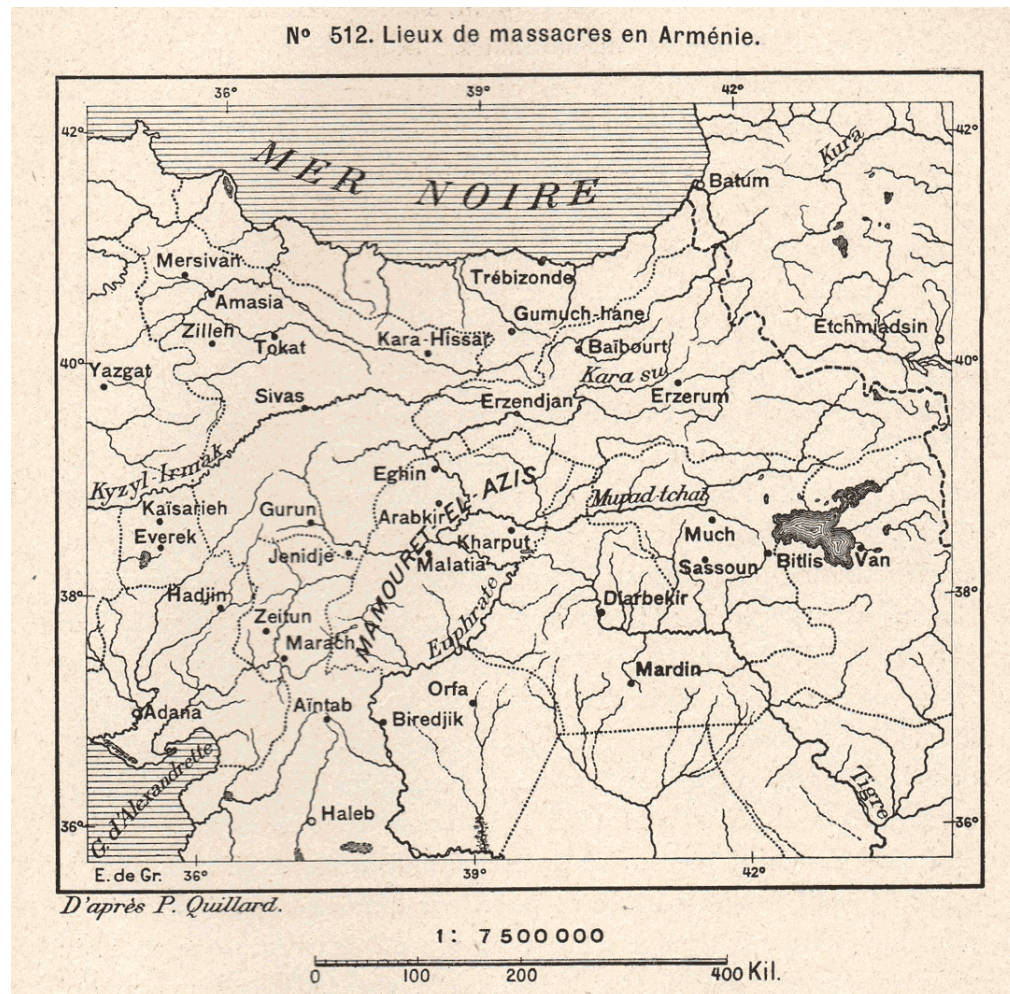 Nº 512. Lieux de massacres en Arménie.
36° 39° 42°
42° 42°
MER NOIRE
Kura
Batum
Mersivan
Trébizonde
Amasia
Gumuch-hane
Zilleh
Tokat
Kara-Hissar
Baïbourt
Etchmiadsin
40° 40°
Yazgat
Kara su
Sivas
Erzendjan
Erzerum
Kyzyl-Irmak
Eghin
MAMOURET-EL-AZIS
Murad-tchaï
Kaïsarieh
Gurun
Arabkir
Much
Everek
Kharput
Jenidje
Malatia
Sassoun
Bitlis
Van
38° 38°
Hadjin
Diarbekir
Zeitun
Marach
Euphrate
Mardin
Orfa
Adana
Aïntab
Biredjik
G. d'Alexandrette
Tigre
Haleb
36° 36°
E. de Gr. 36° 39° 42°
D'après P. Quillard.
1: 7 500 000
0 100 200 400 Kil.